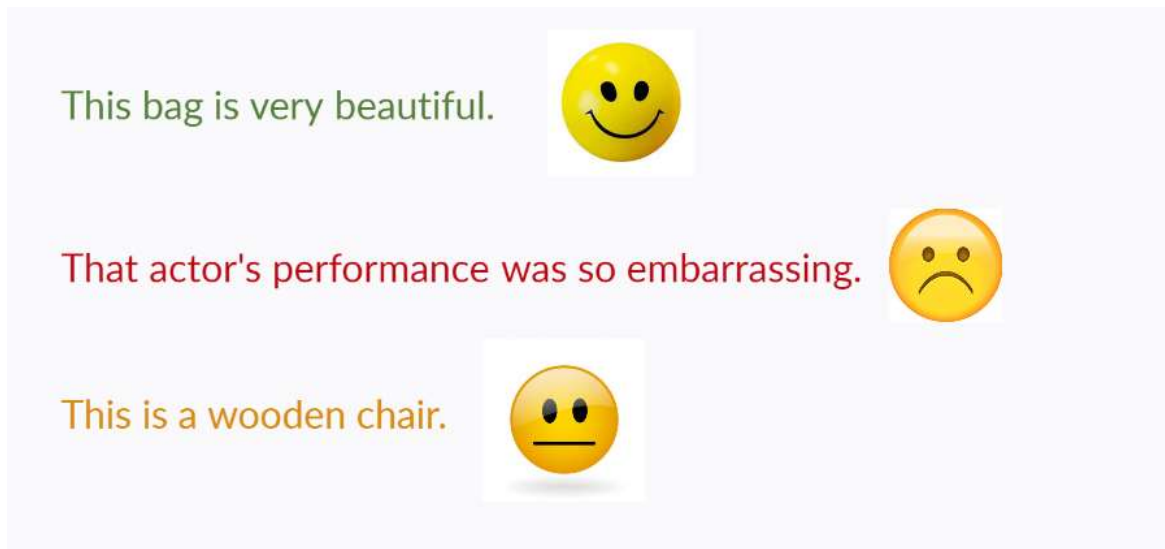 This bag is very beautiful.
That actor's performance was so embarrassing.
This is a wooden chair.